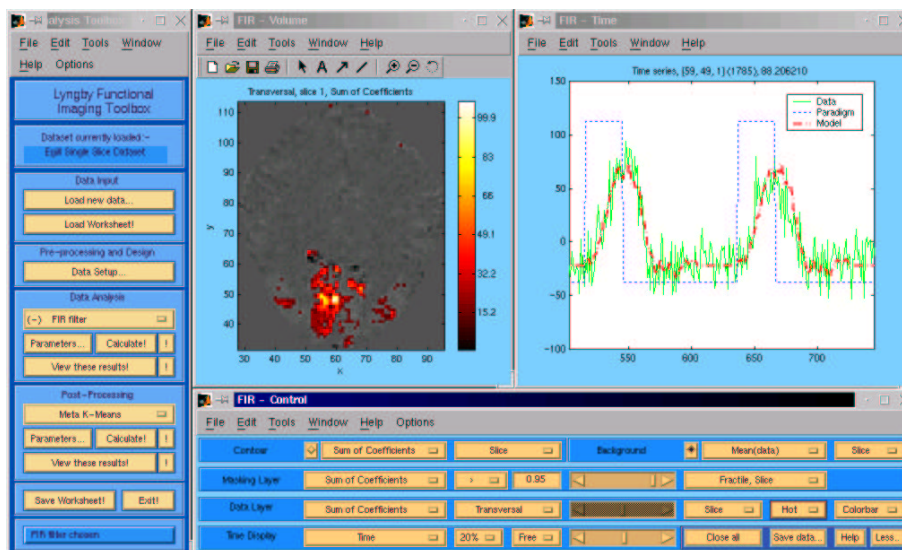 alysis Toolbo
File Edit Tools Window
Help Options
Lyngby Functional
Imaging Toolbox
Dataset currently loaded:-
Egill Single Slice Dataset
Data Input
Load new data...
Load Worksheet!
Pre-processing and Design
Data Setup...
Data Analysis
(-) FIR filter
Parameters... Calculate! !
View these results! !
Post-Processing
Meta K-Means
Parameters... Calculate! !
View these results! !
Save Worksheet! Exit!
FIR filter chosen
FIR - Volume
File Edit Tools Window Help
A
Transversal, slice 1, Sum of Coefficients
110
100
90
80
70
60
50
40
y
30 40 50 60 70 80 90
x
99.9
83
66
49.1
32.2
15.2
FIR - Time
File Edit Tools Window Help
Time series, [59, 49, 1] (1785), 88.206210
150
100
50
0
-50
-100
550 600 650 700
Data
Paradigm
Model
FIR - Control
File Edit Tools Window Help Options
Contour Sum of Coefficients Slice Background Mean(data) Slice
Masking Layer Sum of Coefficients > 0.95 Fractile, Slice
Data Layer Sum of Coefficients Transversal Slice Hot Colorbar
Time Display Time 20% Free Close all Save data... Help Less..